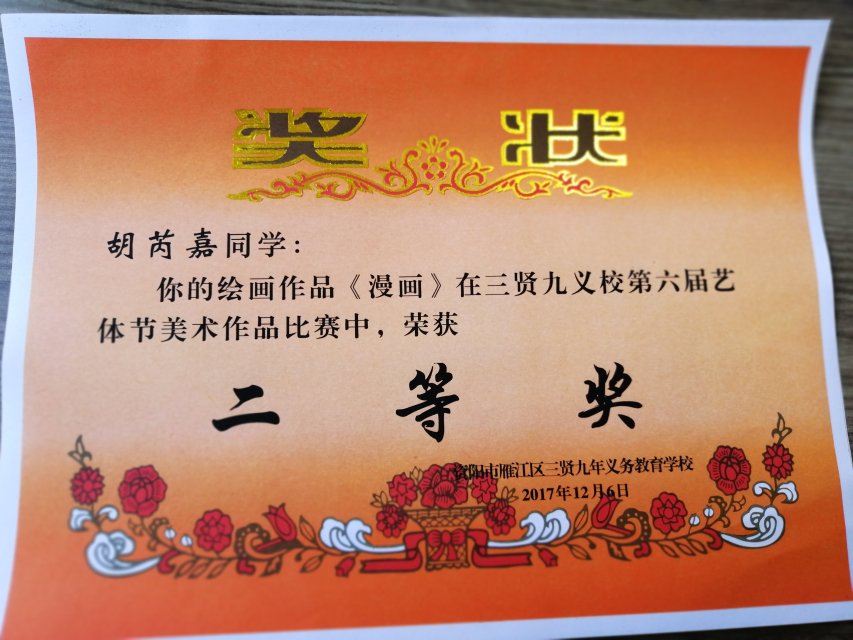 奖 状
胡芮嘉同学：
你的绘画作品《漫画》在三贤九义校第六届艺
体节美术作品比赛中，荣获
二 等 奖
资阳市雁江区三贤九年义务教育学校
2017年12月6日